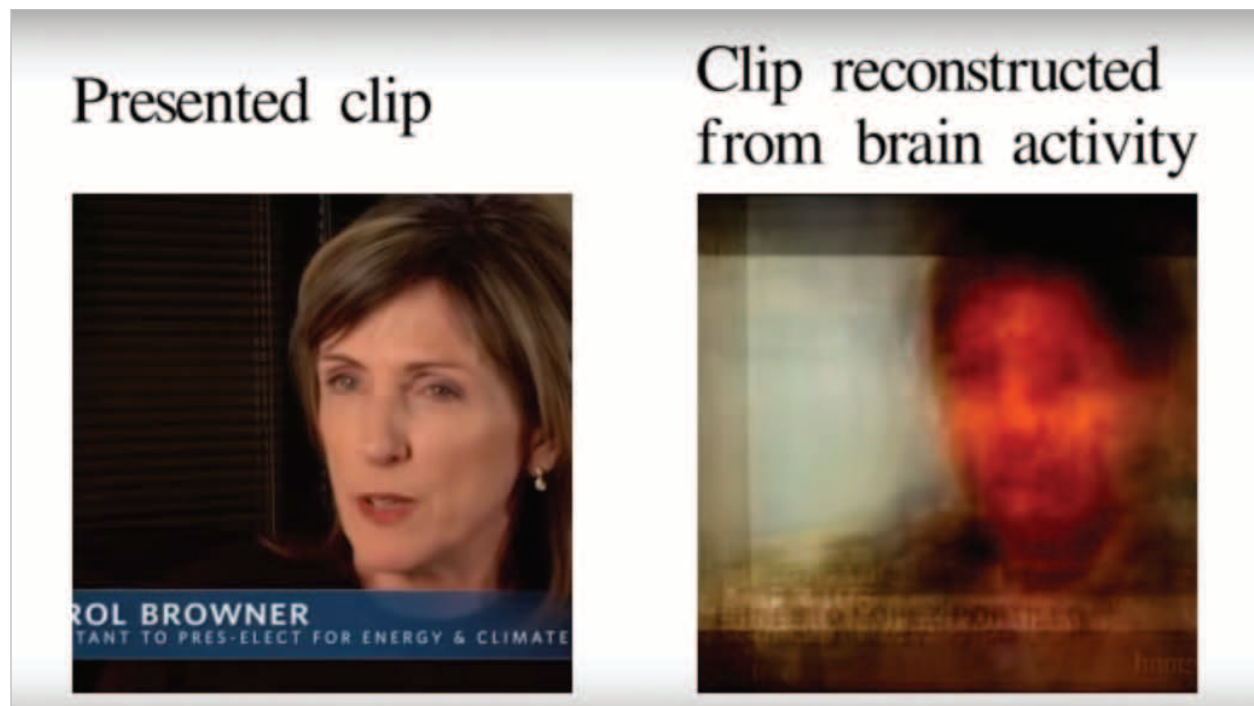 Presented clip
Clip reconstructed
from brain activity
ROL BROWNER
TANT TO PRES-ELECT FOR ENERGY & CLIMATE